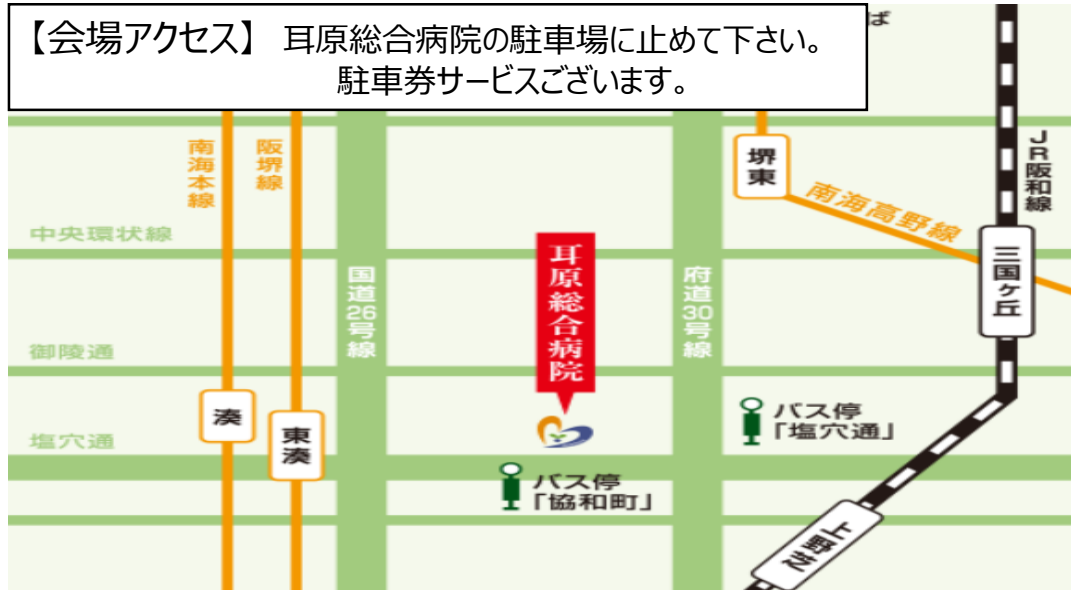 【会場アクセス】 耳原総合病院の駐車場に止めて下さい。
駐車券サービスございます。
ば
南海本線
阪堺線
堺東
JR阪和線
南海高野線
中央環状線
耳原総合病院
三国ヶ丘
国道26号線
府道30号線
御陵通
湊
東湊
バス停
「塩穴通」
塩穴通
バス停
「協和町」
上野芝